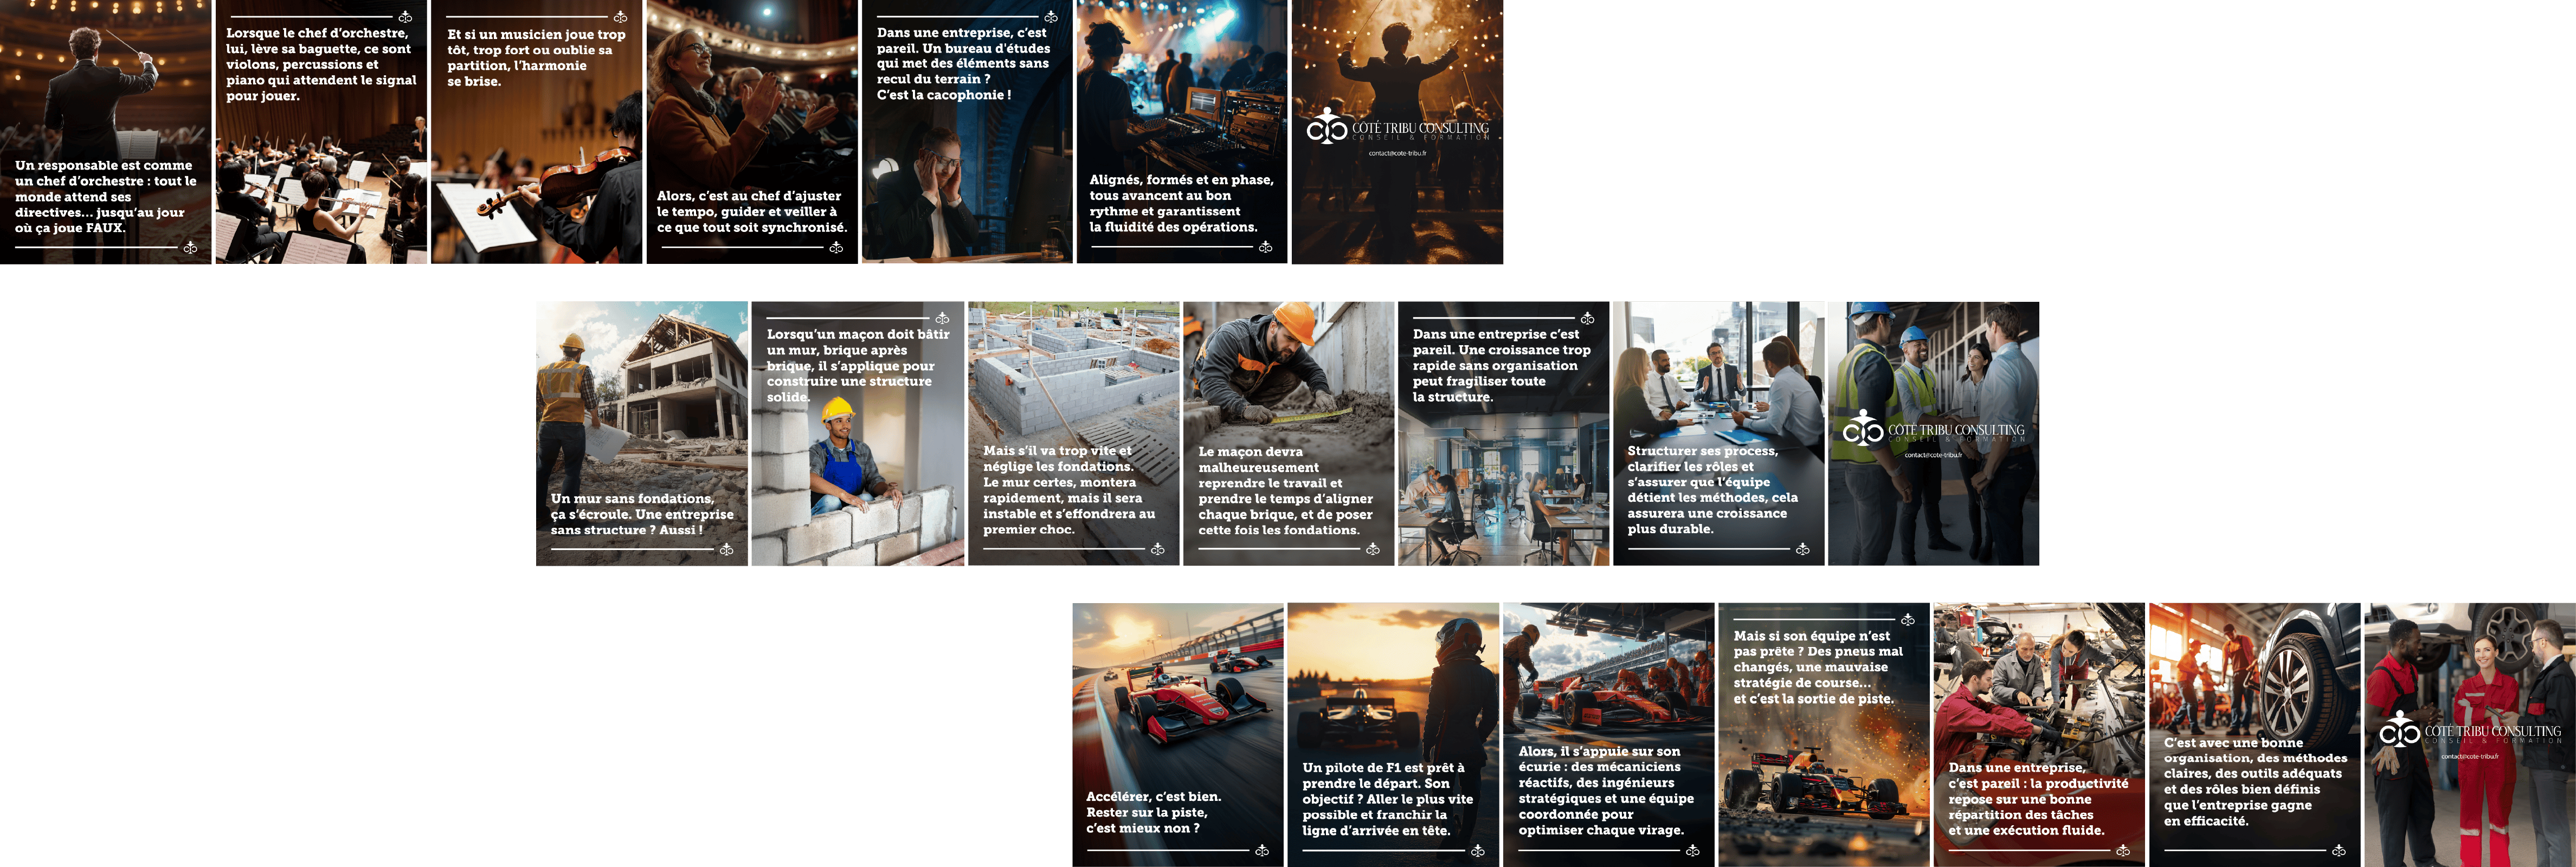 Un responsable est comme
un chef d’orchestre : tout le
monde attend ses
directives… jusqu’au jour
où ça joue FAUX.
Lorsque le chef d’orchestre,
lui, lève sa baguette, ce sont
violons, percussions et
piano qui attendent le signal
pour jouer.
Et si un musicien joue trop
tôt, trop fort ou oublie sa
partition, l’harmonie
se brise.
Alors, c’est au chef d’ajuster
le tempo, guider et veiller à
ce que tout soit synchronisé.
Dans une entreprise, c’est
pareil. Un bureau d'études
qui met des éléments sans
recul du terrain ?
C’est la cacophonie !
Alignés, formés et en phase,
tous avancent au bon
rythme et garantissent
la fluidité des opérations.
CÔTÉ TRIBU CONSULTING
CONSEIL & FORMATION
contact@cote-tribu.fr
Un mur sans fondations,
ça s’écroule. Une entreprise
sans structure ? Aussi !
Lorsqu’un maçon doit bâtir
un mur, brique après
brique, il s’applique pour
construire une structure
solide.
Mais s’il va trop vite et
néglige les fondations.
Le mur certes, montera
rapidement, mais il sera
instable et s’effondrera au
premier choc.
Le maçon devra
malheureusement
reprendre le travail et
prendre le temps d’aligner
chaque brique, et de poser
cette fois les fondations.
Dans une entreprise c’est
pareil. Une croissance trop
rapide sans organisation
peut fragiliser toute
la structure.
Structurer ses process,
clarifier les rôles et
s’assurer que l’équipe
détient les méthodes, cela
assurera une croissance
plus durable.
CÔTÉ TRIBU CONSULTING
CONSEIL & FORMATION
contact@cote-tribu.fr
Accélérer, c’est bien.
Rester sur la piste,
c’est mieux non ?
Un pilote de F1 est prêt à
prendre le départ. Son
objectif ? Aller le plus vite
possible et franchir la
ligne d’arrivée en tête.
Alors, il s’appuie sur son
écurie : des mécaniciens
réactifs, des ingénieurs
stratégiques et une équipe
coordonnée pour
optimiser chaque virage.
Mais si son équipe n’est
pas prête ? Des pneus mal
changés, une mauvaise
stratégie de course…
et c’est la sortie de piste.
Dans une entreprise,
c’est pareil : la productivité
repose sur une bonne
répartition des tâches
et une exécution fluide.
C’est avec une bonne
organisation, des méthodes
claires, des outils adéquats
et des rôles bien définis
que l’entreprise gagne
en efficacité.
CÔTÉ TRIBU CONSULTING
CONSEIL & FORMATION
contact@cote-tribu.fr